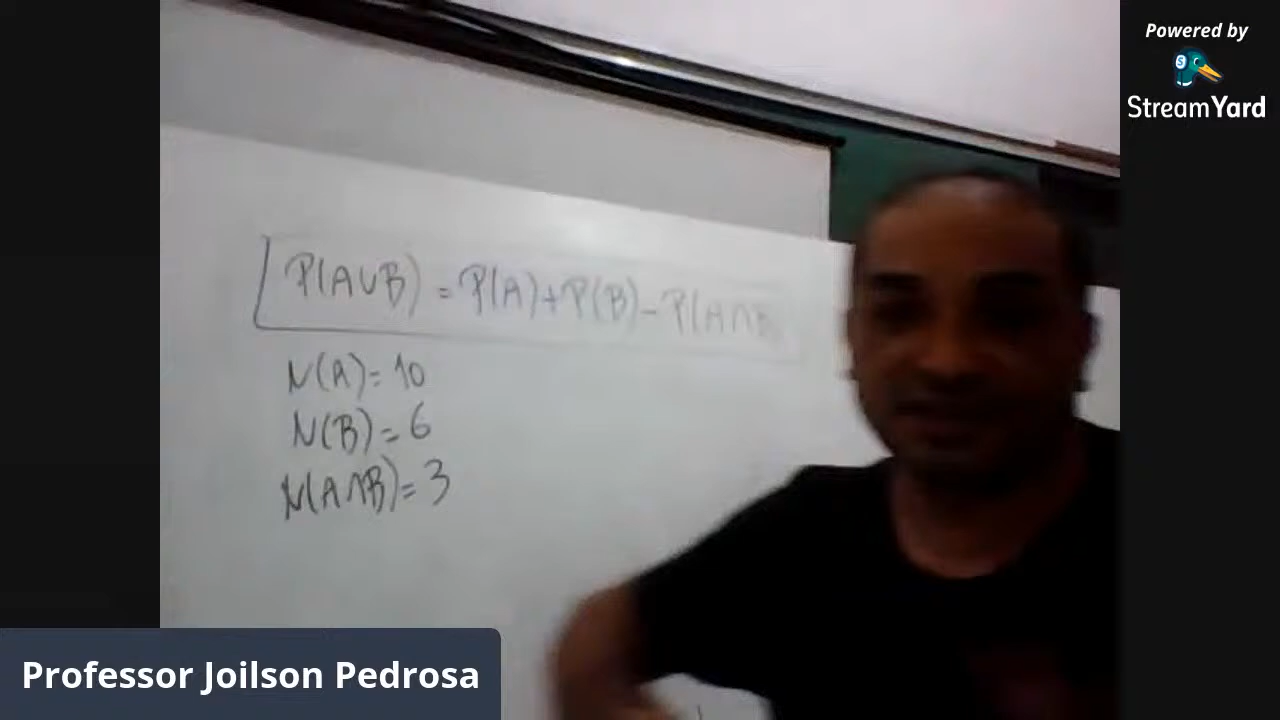 Powered by
StreamYard
P(A∪B) = P(A)+P(B)-P(A∩B
N(A)= 10
N(B)= 6
N(A∩B)= 3
Professor Joilson Pedrosa